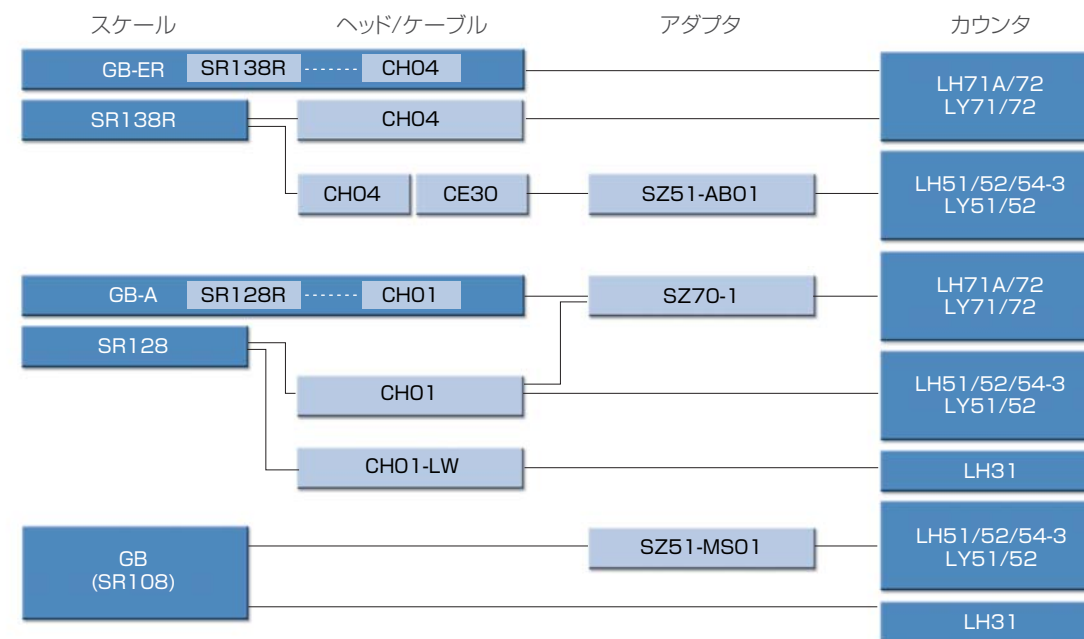 スケール
ヘッド/ケーブル
アダプタ
カウンタ
GB-ER
SR138R
CH04
LH71A/72
LY71/72
SR138R
CH04
CH04
CE30
SZ51-AB01
LH51/52/54-3
LY51/52
GB-A
SR128R
CH01
SZ70-1
LH71A/72
LY71/72
SR128
CH01
LH51/52/54-3
LY51/52
CH01-LW
LH31
GB
(SR108)
SZ51-MS01
LH51/52/54-3
LY51/52
LH31